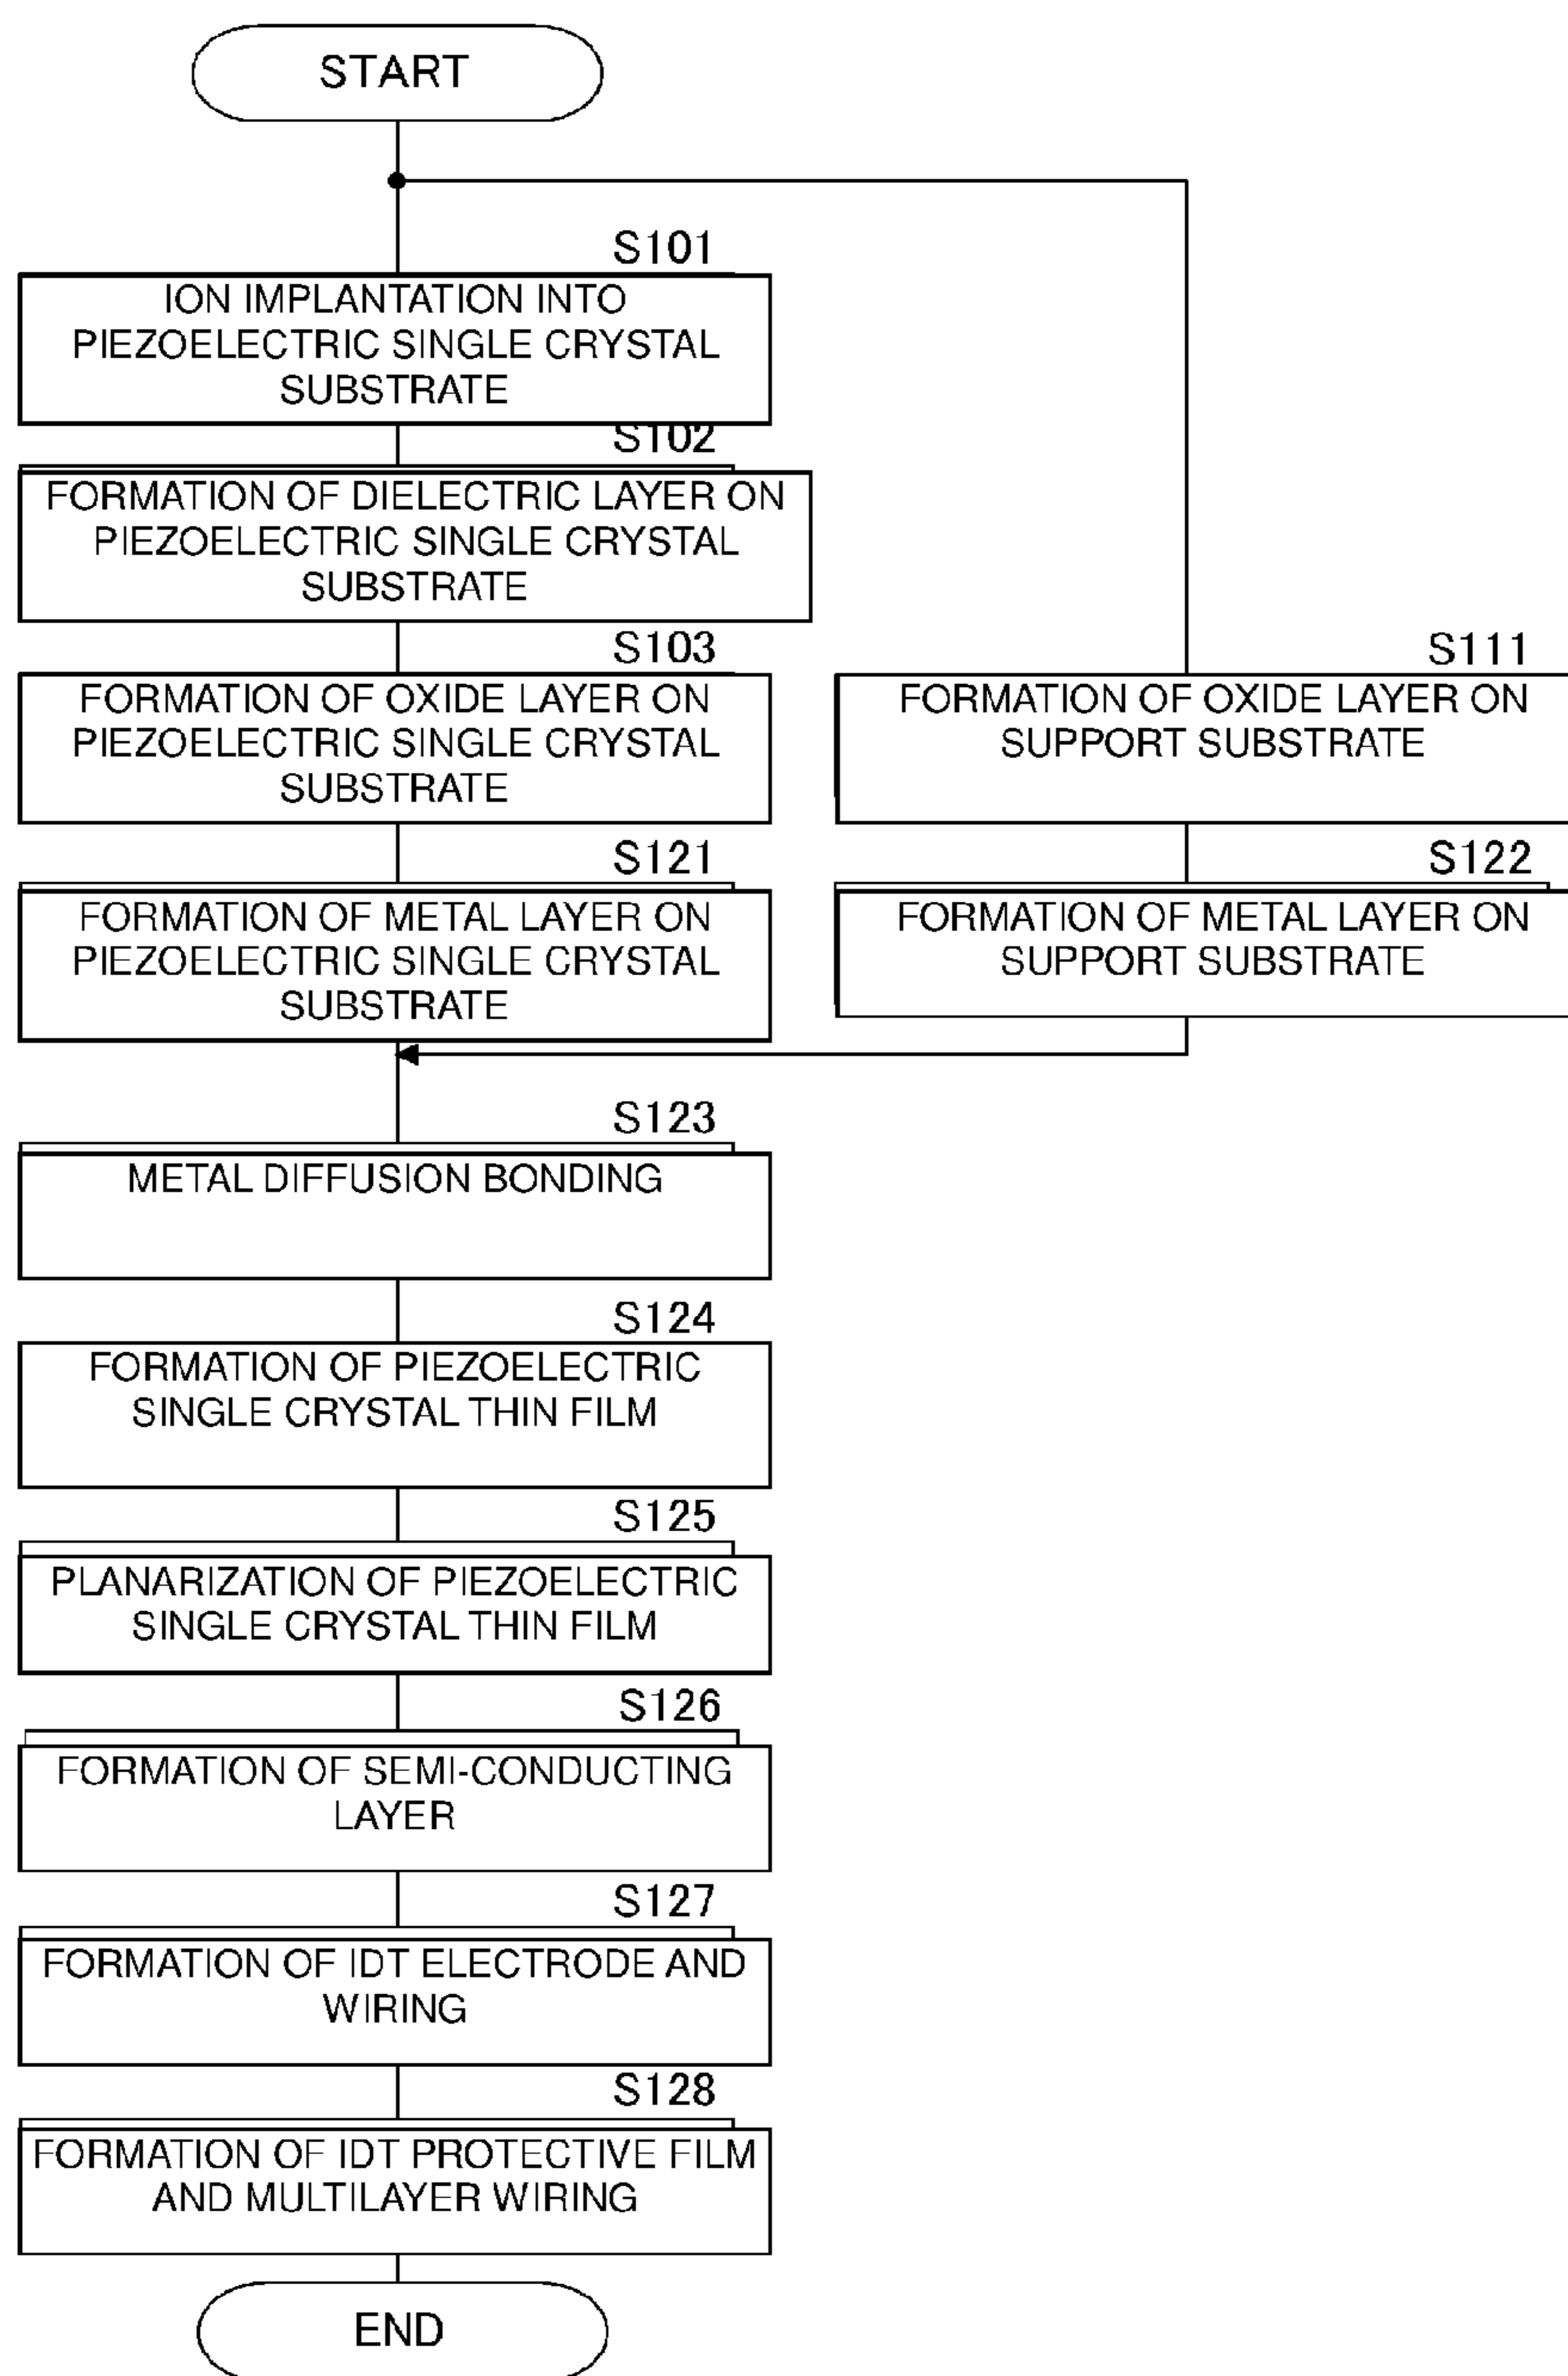 START
S101
ION IMPLANTATION INTO
PIEZOELECTRIC SINGLE CRYSTAL
SUBSTRATE
S102
FORMATION OF DIELECTRIC LAYER ON
PIEZOELECTRIC SINGLE CRYSTAL
SUBSTRATE
S103
FORMATION OF OXIDE LAYER ON
PIEZOELECTRIC SINGLE CRYSTAL
SUBSTRATE
S111
FORMATION OF OXIDE LAYER ON
SUPPORT SUBSTRATE
S121
FORMATION OF METAL LAYER ON
PIEZOELECTRIC SINGLE CRYSTAL
SUBSTRATE
S122
FORMATION OF METAL LAYER ON
SUPPORT SUBSTRATE
S123
METAL DIFFUSION BONDING
S124
FORMATION OF PIEZOELECTRIC
SINGLE CRYSTAL THIN FILM
S125
PLANARIZATION OF PIEZOELECTRIC
SINGLE CRYSTAL THIN FILM
S126
FORMATION OF SEMI-CONDUCTING
LAYER
S127
FORMATION OF IDT ELECTRODE AND
WIRING
S128
FORMATION OF IDT PROTECTIVE FILM
AND MULTILAYER WIRING
END